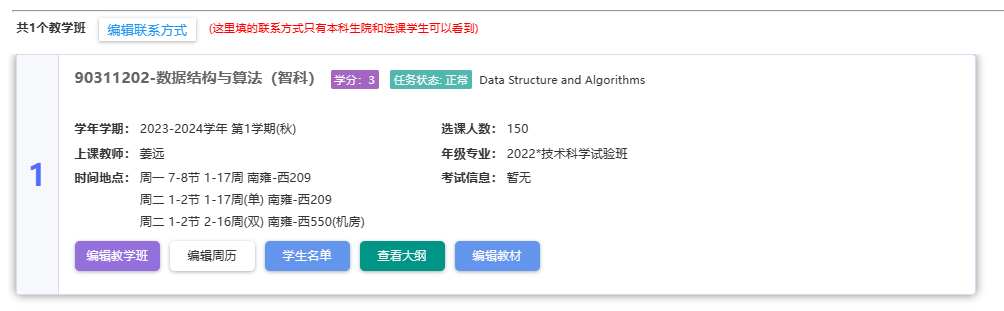 共1个教学班 编辑联系方式 (这里填的联系方式只有本科生院和选课学生可以看到)
90311202-数据结构与算法（智科） 学分：3 任务状态: 正常 Data Structure and Algorithms
学年学期： 2023-2024学年 第1学期(秋) 选课人数： 150
上课教师： 姜远 年级专业： 2022*技术科学试验班
1
时间地点： 周一 7-8节 1-17周 南雍-西209 考试信息： 暂无
周二 1-2节 1-17周(单) 南雍-西209
周二 1-2节 2-16周(双) 南雍-西550(机房)
编辑教学班 编辑周历 学生名单 查看大纲 编辑教材